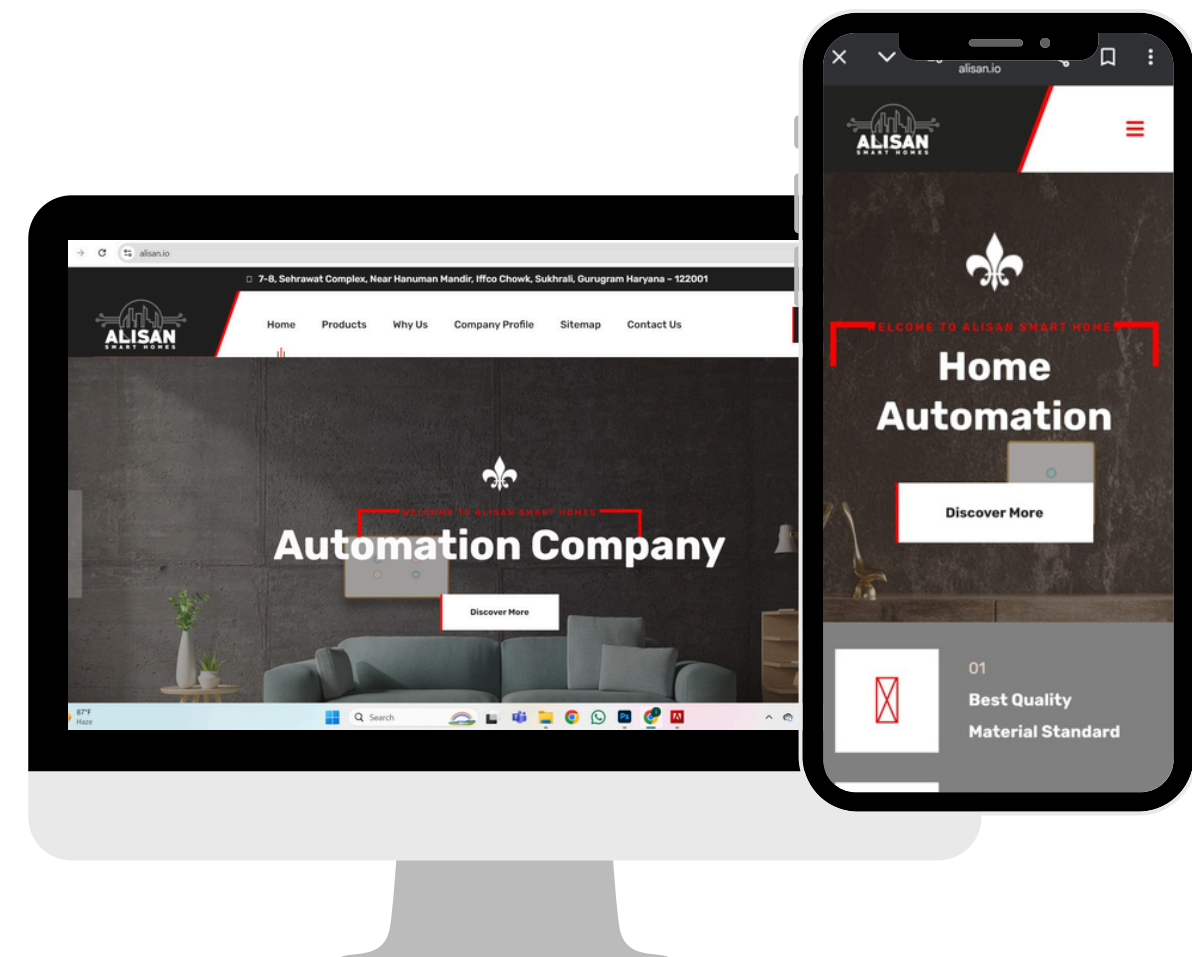 alisan.io
7-8, Sehrawat Complex, Near Hanuman Mandir, Iffco Chowk, Sukhrali, Gurugram Haryana – 122001
ALISAN
SMART HOMES
Home Products Why Us Company Profile Sitemap Contact Us
WELCOME TO ALISAN SMART HOMES
Automation Company
Discover More
87°F
Haze
Search
Ps
alisan.io
ALISAN
SMART HOMES
WELCOME TO ALISAN SMART HOMES
Home
Automation
Discover More
01
Best Quality
Material Standard